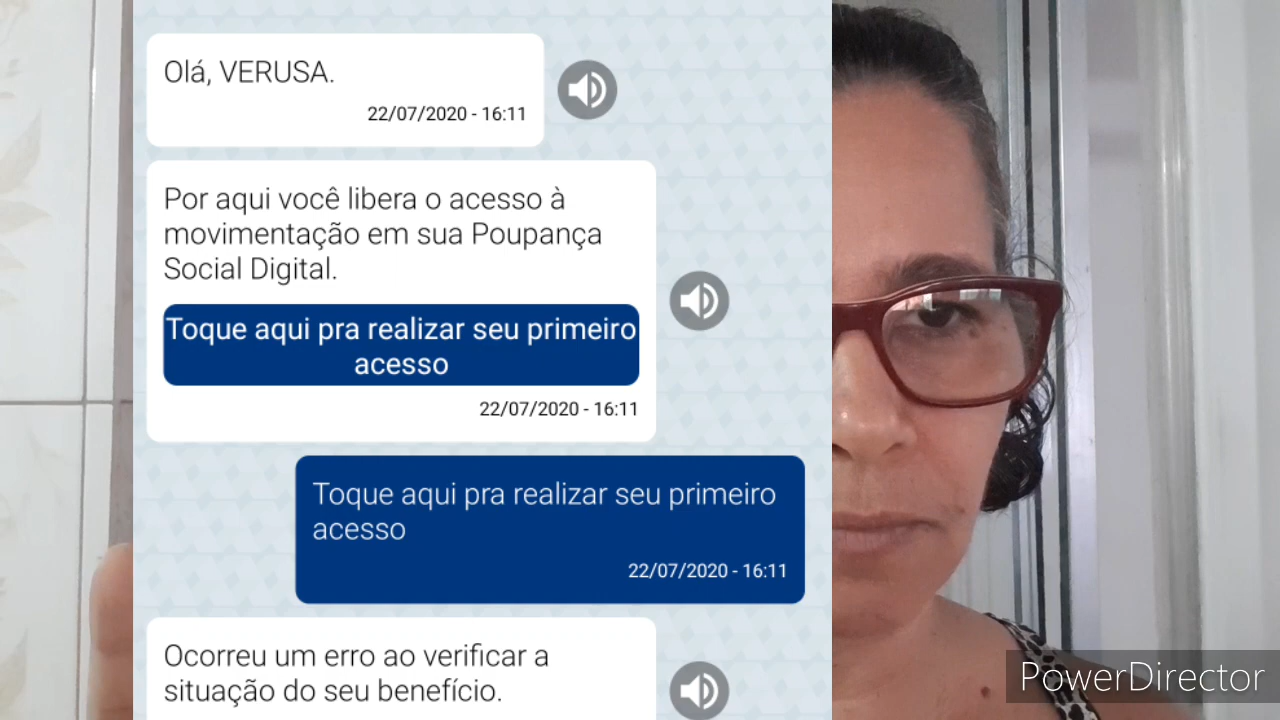 Olá, VERUSA.
22/07/2020 - 16:11
Por aqui você libera o acesso à
movimentação em sua Poupança
Social Digital.
Toque aqui pra realizar seu primeiro
acesso
22/07/2020 - 16:11
Toque aqui pra realizar seu primeiro
acesso
22/07/2020 - 16:11
Ocorreu um erro ao verificar a
situação do seu benefício.
PowerDirector